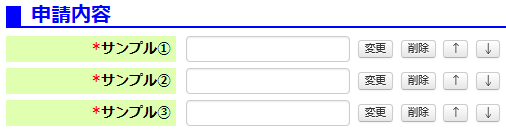 申請内容
*サンプル① 変更 削除 ↑ ↓
*サンプル② 変更 削除 ↑ ↓
*サンプル③ 変更 削除 ↑ ↓